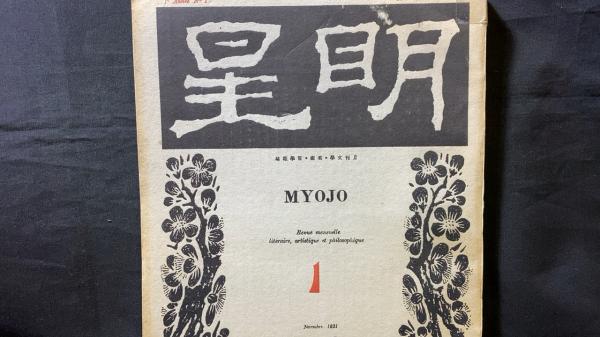 明星
MYOJO
Revue mensuelle
littéraire, artistique et philosophique
1
Novembre 1921